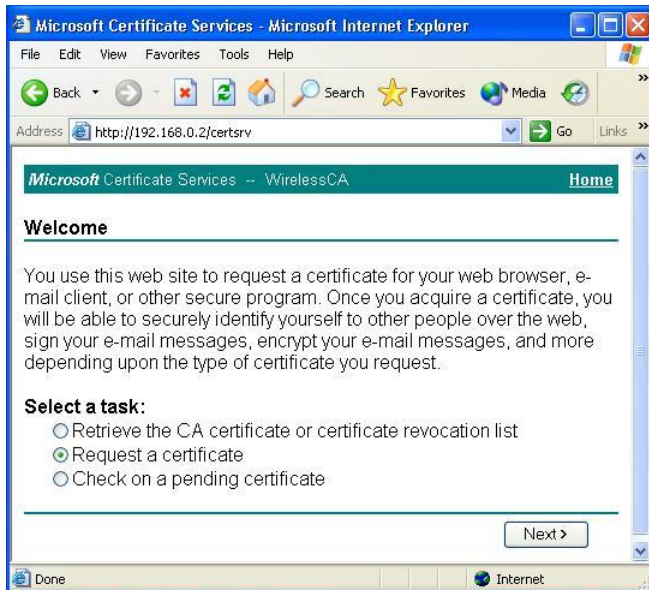 Microsoft Certificate Services - Microsoft Internet Explorer
File Edit View Favorites Tools Help
Back Search Favorites Media »
Address http://192.168.0.2/certsrv Go Links »
Microsoft Certificate Services -- WirelessCA Home
Welcome
You use this web site to request a certificate for your web browser, e-
mail client, or other secure program. Once you acquire a certificate, you
will be able to securely identify yourself to other people over the web,
sign your e-mail messages, encrypt your e-mail messages, and more
depending upon the type of certificate you request.
Select a task:
Retrieve the CA certificate or certificate revocation list
Request a certificate
Check on a pending certificate
Next >
Done Internet